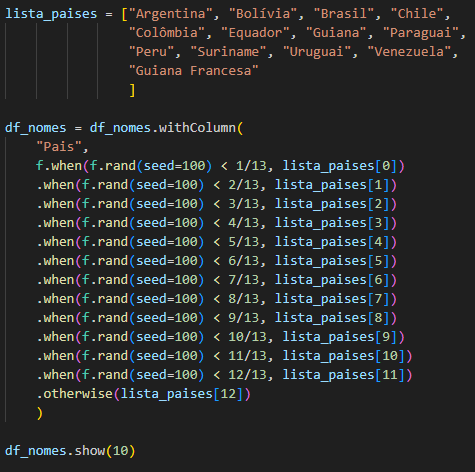 lista_paises = ["Argentina", "Bolívia", "Brasil", "Chile",
"Colômbia", "Equador", "Guiana", "Paraguai",
"Peru", "Suriname", "Uruguai", "Venezuela",
"Guiana Francesa"
]
df_nomes = df_nomes.withColumn(
"Pais",
f.when(f.rand(seed=100) < 1/13, lista_paises[0])
.when(f.rand(seed=100) < 2/13, lista_paises[1])
.when(f.rand(seed=100) < 3/13, lista_paises[2])
.when(f.rand(seed=100) < 4/13, lista_paises[3])
.when(f.rand(seed=100) < 5/13, lista_paises[4])
.when(f.rand(seed=100) < 6/13, lista_paises[5])
.when(f.rand(seed=100) < 7/13, lista_paises[6])
.when(f.rand(seed=100) < 8/13, lista_paises[7])
.when(f.rand(seed=100) < 9/13, lista_paises[8])
.when(f.rand(seed=100) < 10/13, lista_paises[9])
.when(f.rand(seed=100) < 11/13, lista_paises[10])
.when(f.rand(seed=100) < 12/13, lista_paises[11])
.otherwise(lista_paises[12])
)
df_nomes.show(10)